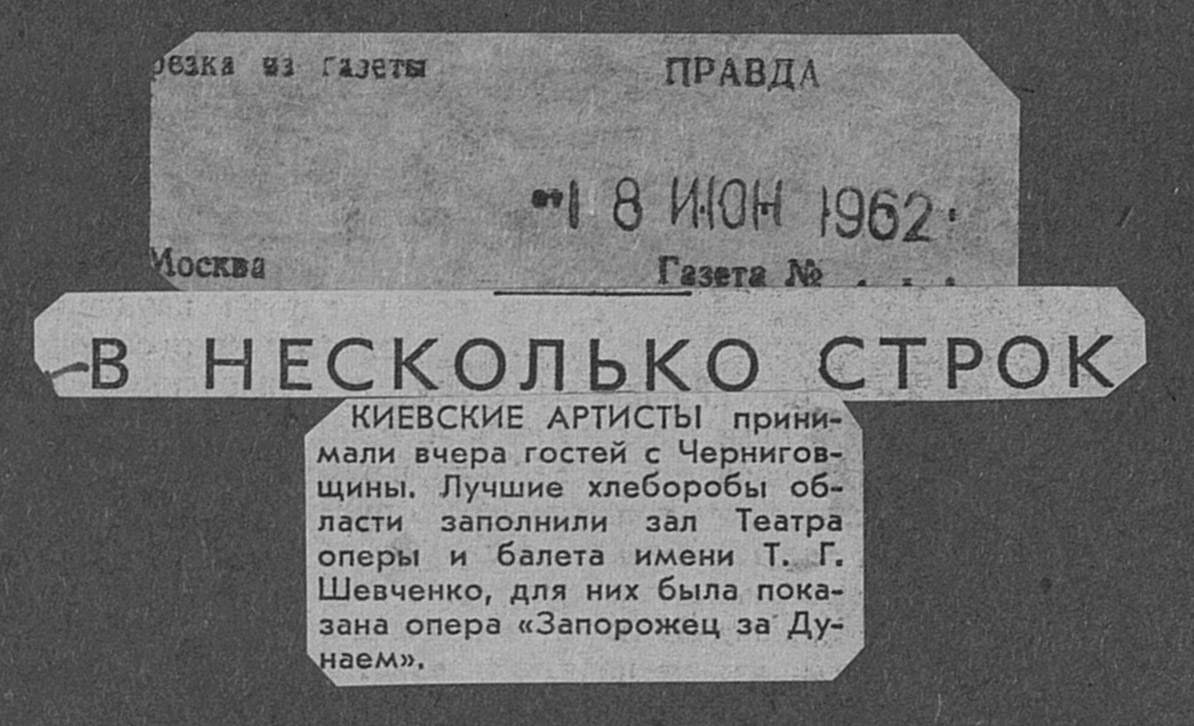 резка из газеты
ПРАВДА
18 ИЮН 1962
Москва
Газета №
В НЕСКОЛЬКО СТРОК
КИЕВСКИЕ АРТИСТЫ прини-
мали вчера гостей с Чернигов-
щины. Лучшие хлеборобы об-
ласти заполнили зал Театра
оперы и балета имени Т. Г.
Шевченко, для них была пока-
зана опера «Запорожец за Ду-
наем».